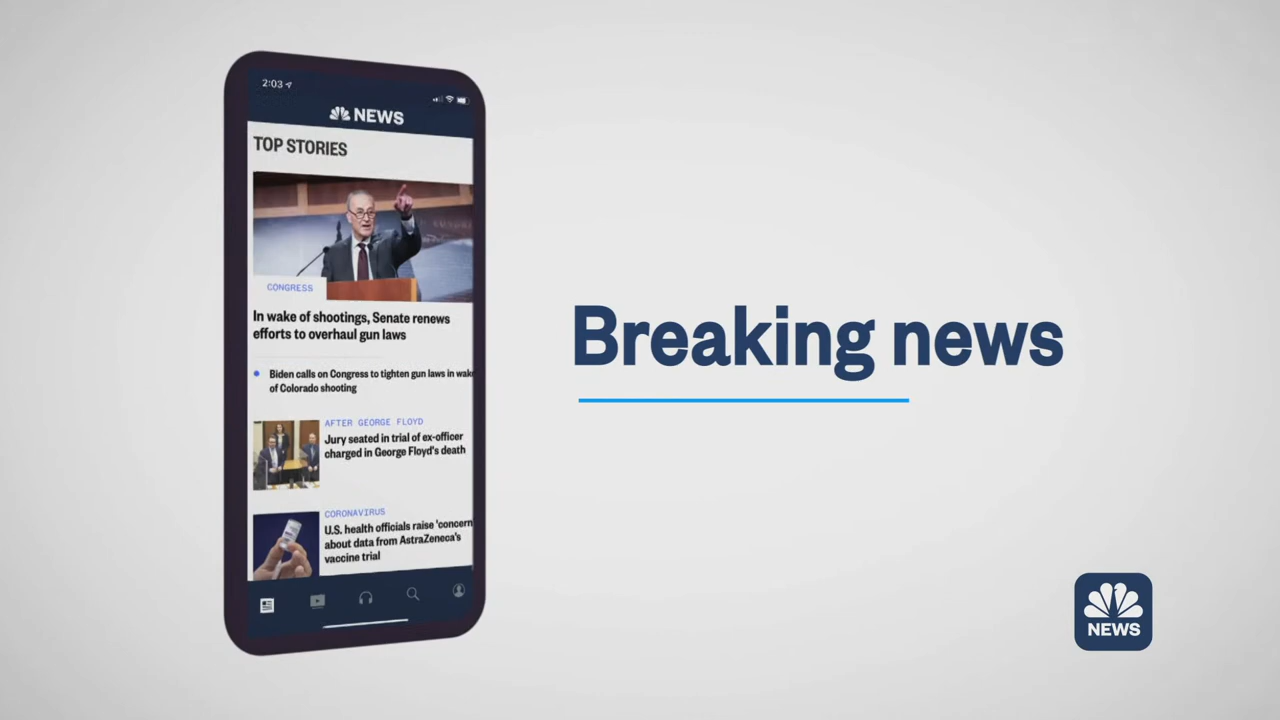 2:03
NEWS
TOP STORIES
CONGRESS
In wake of shootings, Senate renews
efforts to overhaul gun laws
Biden calls on Congress to tighten gun laws in wake
of Colorado shooting
AFTER GEORGE FLOYD
Jury seated in trial of ex-officer
charged in George Floyd's death
CORONAVIRUS
U.S. health officials raise 'concern
about data from AstraZeneca's
vaccine trial
Breaking news
NEWS